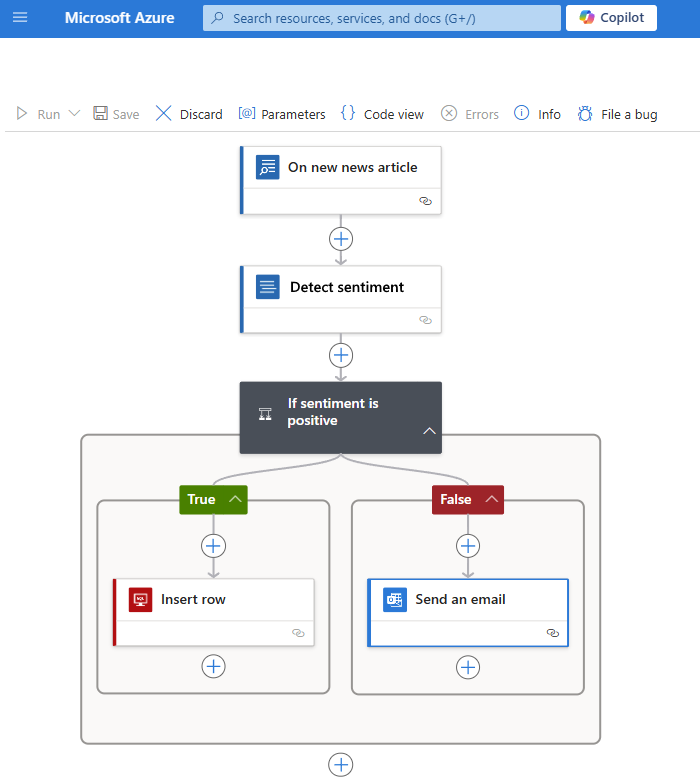 Microsoft Azure
Search resources, services, and docs (G+/)
Copilot
Run
Save
Discard
Parameters
Code view
Errors
Info
File a bug
On new news article
Detect sentiment
If sentiment is
positive
True
False
SQL
Insert row
Send an email